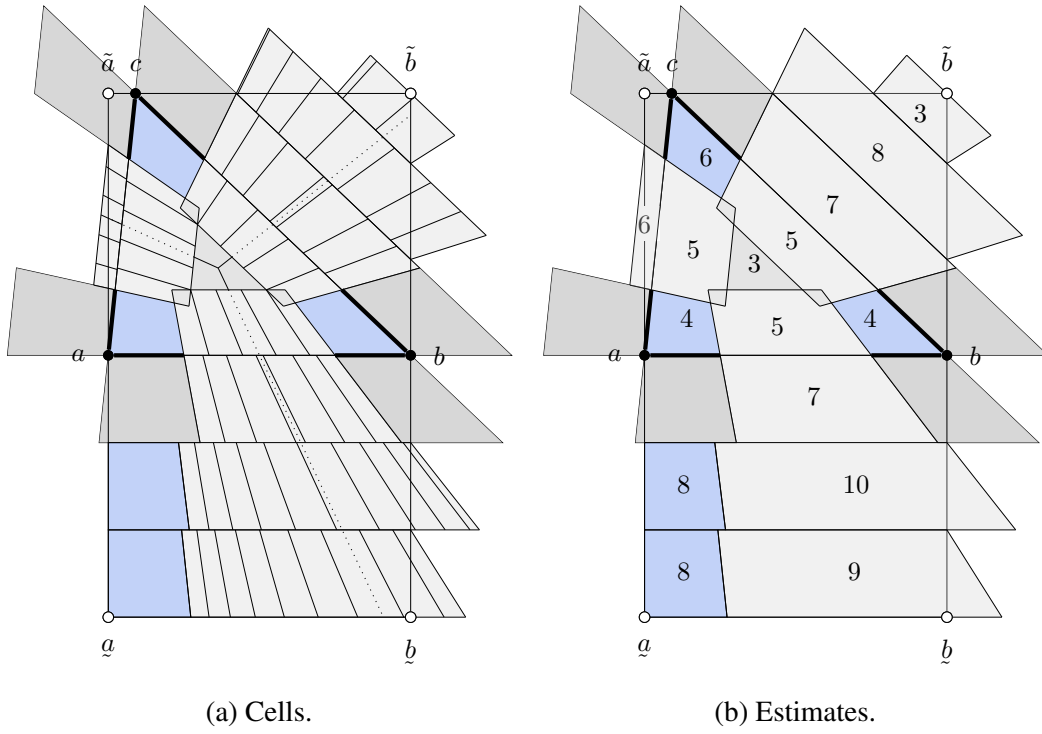 ã c b̃ ã c b̃
3
8
6
7
6 5 5
3
4 5 4
a b a b
7
8 10
8 9
a̰ b̰ a̰ b̰
(a) Cells. (b) Estimates.